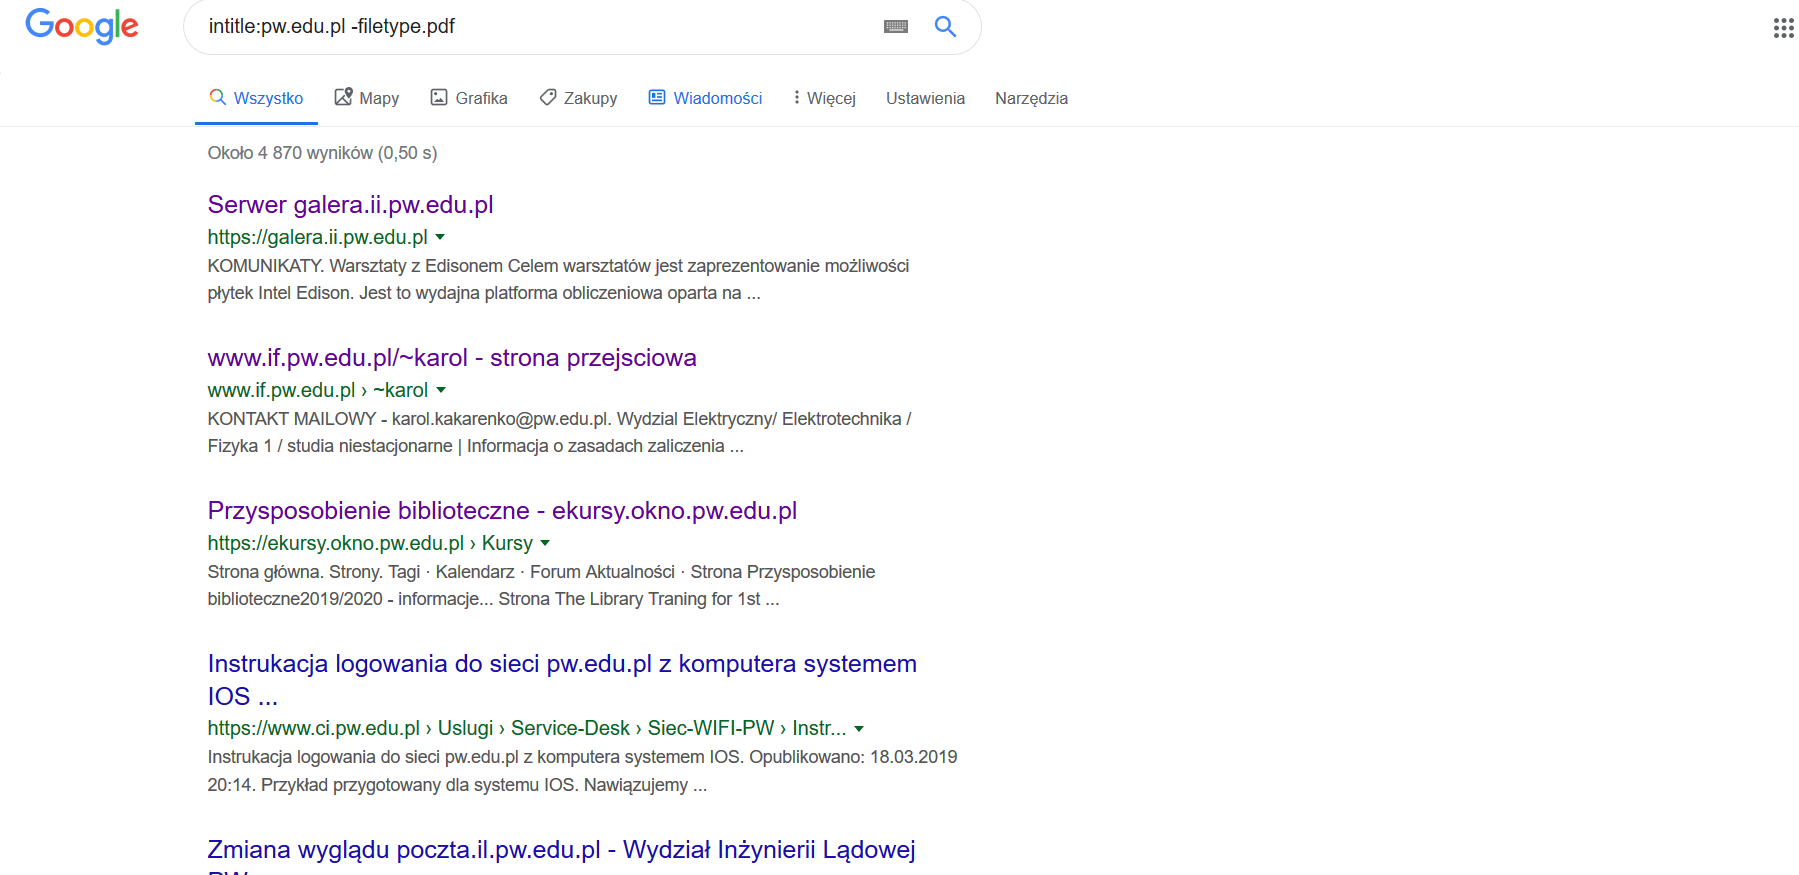 Google
intitle:pw.edu.pl -filetype.pdf
Wszystko Mapy Grafika Zakupy Wiadomości Więcej Ustawienia Narzędzia
Około 4 870 wyników (0,50 s)
Serwer galera.ii.pw.edu.pl
https://galera.ii.pw.edu.pl
KOMUNIKATY. Warsztaty z Edisonem Celem warsztatów jest zaprezentowanie możliwości
płytek Intel Edison. Jest to wydajna platforma obliczeniowa oparta na ...
www.if.pw.edu.pl/~karol - strona przejsciowa
www.if.pw.edu.pl › ~karol
KONTAKT MAILOWY - karol.kakarenko@pw.edu.pl. Wydzial Elektryczny/ Elektrotechnika /
Fizyka 1 / studia niestacjonarne | Informacja o zasadach zaliczenia ...
Przysposobienie biblioteczne - ekursy.okno.pw.edu.pl
https://ekursy.okno.pw.edu.pl › Kursy
Strona główna. Strony. Tagi · Kalendarz · Forum Aktualności · Strona Przysposobienie
biblioteczne2019/2020 - informacje... Strona The Library Traning for 1st ...
Instrukacja logowania do sieci pw.edu.pl z komputera systemem
IOS ...
https://www.ci.pw.edu.pl › Uslugi › Service-Desk › Siec-WIFI-PW › Instr...
Instrukacja logowania do sieci pw.edu.pl z komputera systemem IOS. Opublikowano: 18.03.2019
20:14. Przykład przygotowany dla systemu IOS. Nawiązujemy ...
Zmiana wyglądu poczta.il.pw.edu.pl - Wydział Inżynierii Lądowej